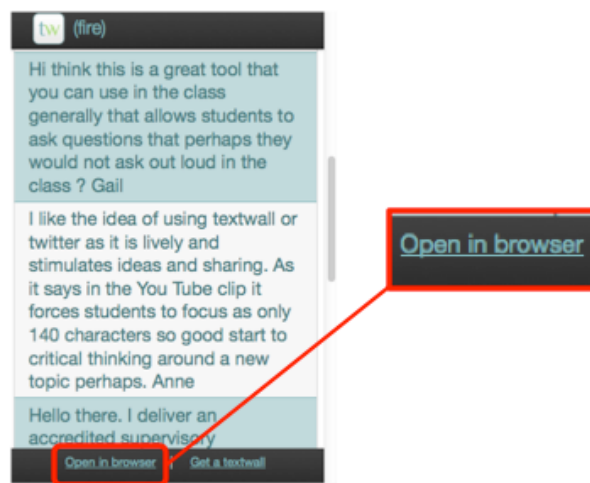 tw (fire)
Hi think this is a great tool that
you can use in the class
generally that allows students to
ask questions that perhaps they
would not ask out loud in the
class ? Gail
I like the idea of using textwall or
twitter as it is lively and
stimulates ideas and sharing. As
it says in the You Tube clip it
forces students to focus as only
140 characters so good start to
critical thinking around a new
topic perhaps. Anne
Hello there. I deliver an
accredited supervisory
Open in browser | Get a textwall
Open in browser